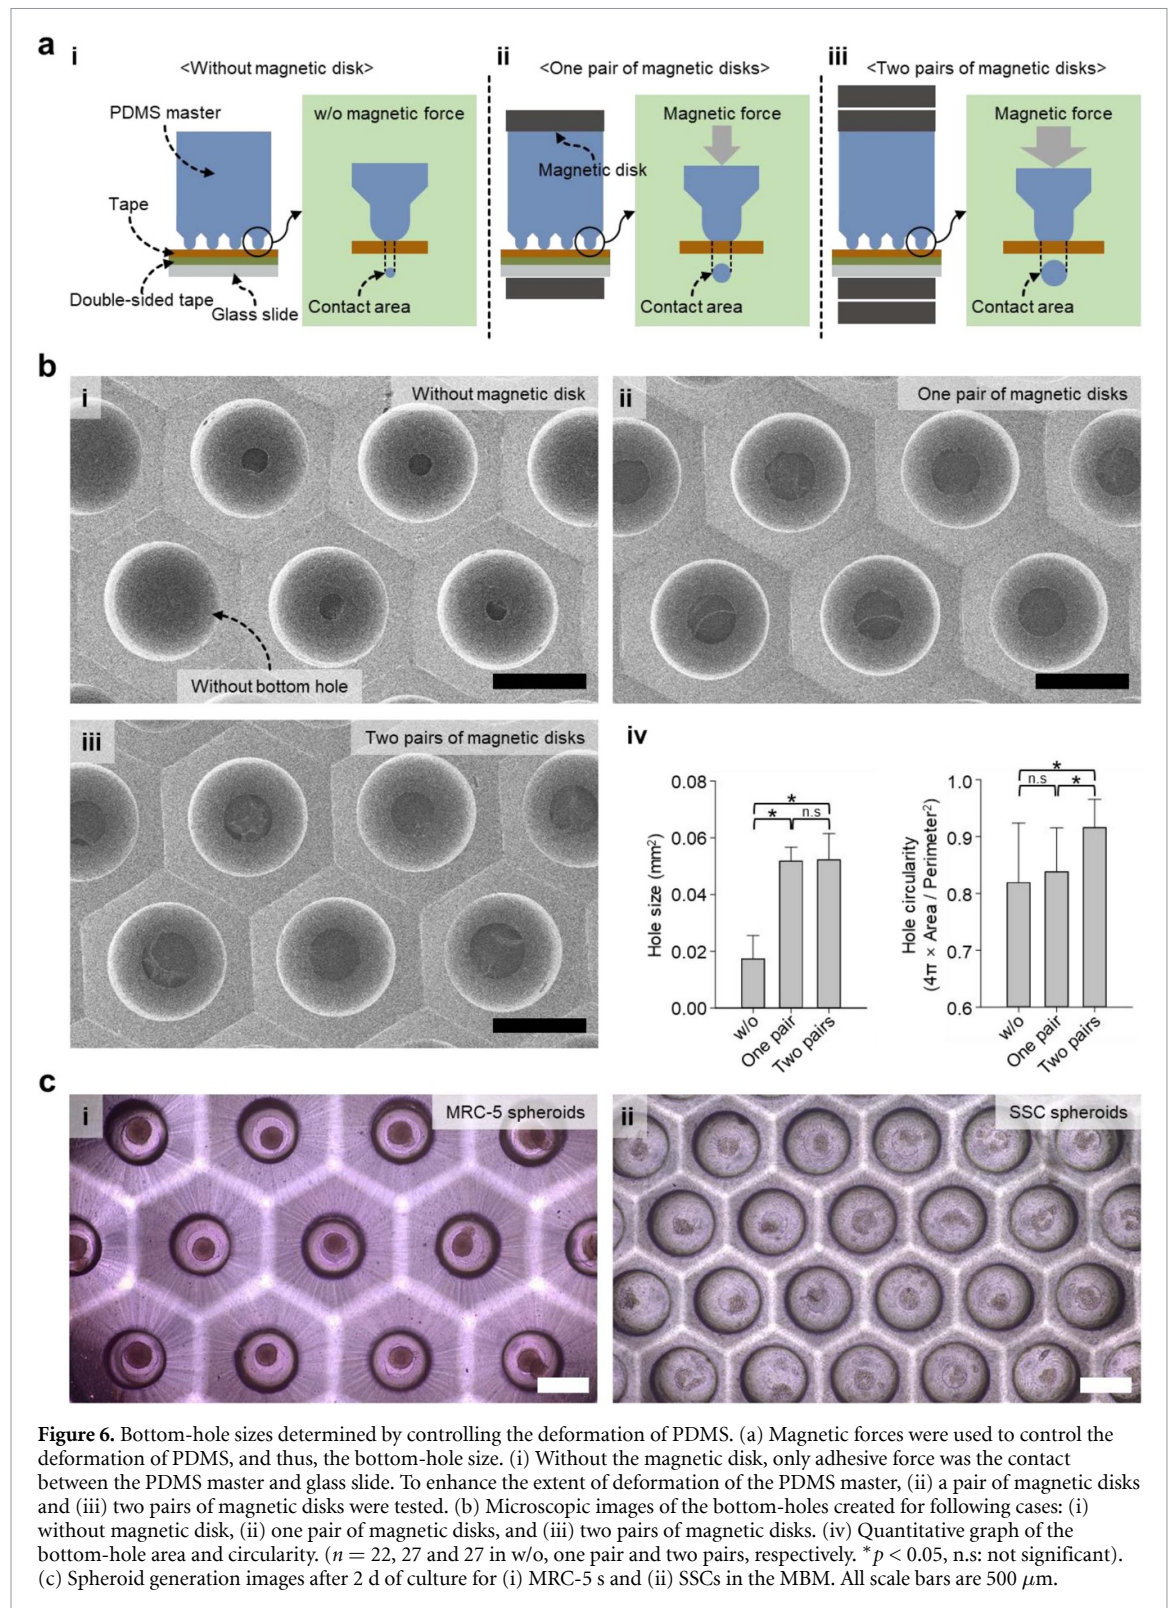 a
i
<Without magnetic disk>
PDMS master
w/o magnetic force
Tape
Double-sided tape
Glass slide
Contact area
ii
<One pair of magnetic disks>
Magnetic force
Magnetic disk
Contact area
iii
<Two pairs of magnetic disks>
Magnetic force
Contact area
b
i
Without magnetic disk
Without bottom hole
ii
One pair of magnetic disks
iii
Two pairs of magnetic disks
iv
Hole size (mm²)
0.08
0.06
0.04
0.02
0.00
*
*
n.s
w/o
One pair
Two pairs
Hole circularity
(4π × Area / Perimeter²)
1.0
0.9
0.8
0.7
0.6
*
n.s
*
w/o
One pair
Two pairs
c
i
MRC-5 spheroids
ii
SSC spheroids
Figure 6. Bottom-hole sizes determined by controlling the deformation of PDMS. (a) Magnetic forces were used to control the
deformation of PDMS, and thus, the bottom-hole size. (i) Without the magnetic disk, only adhesive force was the contact
between the PDMS master and glass slide. To enhance the extent of deformation of the PDMS master, (ii) a pair of magnetic disks
and (iii) two pairs of magnetic disks were tested. (b) Microscopic images of the bottom-holes created for following cases: (i)
without magnetic disk, (ii) one pair of magnetic disks, and (iii) two pairs of magnetic disks. (iv) Quantitative graph of the
bottom-hole area and circularity. (n = 22, 27 and 27 in w/o, one pair and two pairs, respectively. *p < 0.05, n.s: not significant).
(c) Spheroid generation images after 2 d of culture for (i) MRC-5 s and (ii) SSCs in the MBM. All scale bars are 500 μm.